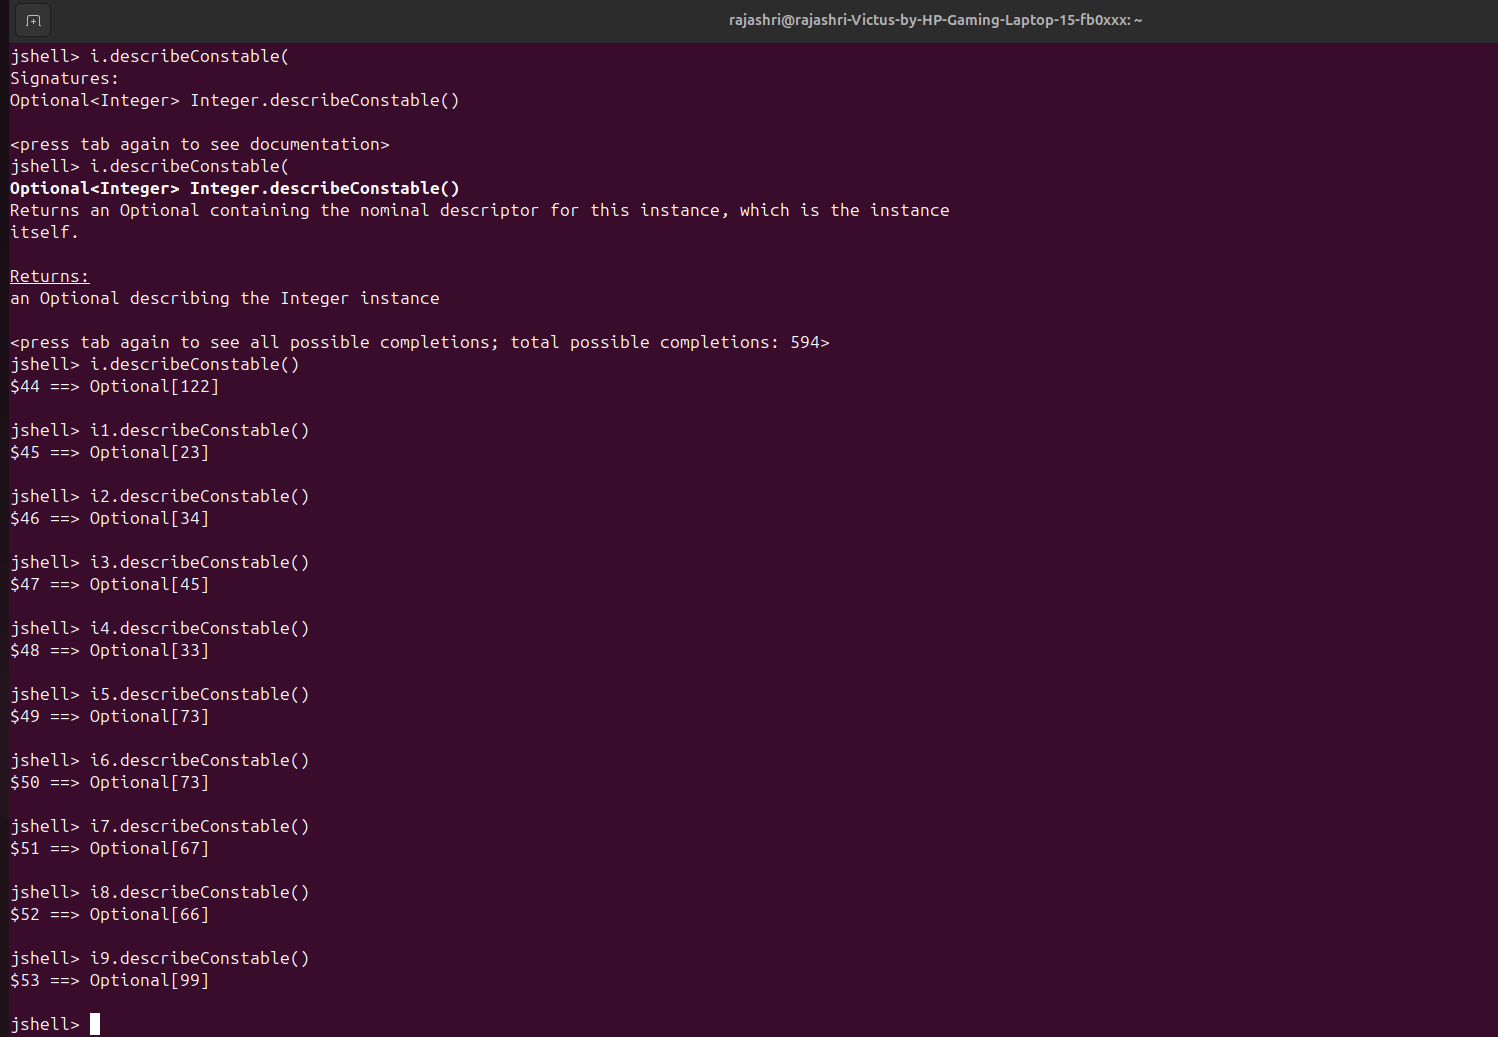 rajashri@rajashri-Victus-by-HP-Gaming-Laptop-15-fb0xxx: ~
jshell> i.describeConstable(
Signatures:
Optional<Integer> Integer.describeConstable()
<press tab again to see documentation>
jshell> i.describeConstable(
Optional<Integer> Integer.describeConstable()
Returns an Optional containing the nominal descriptor for this instance, which is the instance
itself.
Returns:
an Optional describing the Integer instance
<press tab again to see all possible completions; total possible completions: 594>
jshell> i.describeConstable()
$44 ==> Optional[122]
jshell> i1.describeConstable()
$45 ==> Optional[23]
jshell> i2.describeConstable()
$46 ==> Optional[34]
jshell> i3.describeConstable()
$47 ==> Optional[45]
jshell> i4.describeConstable()
$48 ==> Optional[33]
jshell> i5.describeConstable()
$49 ==> Optional[73]
jshell> i6.describeConstable()
$50 ==> Optional[73]
jshell> i7.describeConstable()
$51 ==> Optional[67]
jshell> i8.describeConstable()
$52 ==> Optional[66]
jshell> i9.describeConstable()
$53 ==> Optional[99]
jshell>